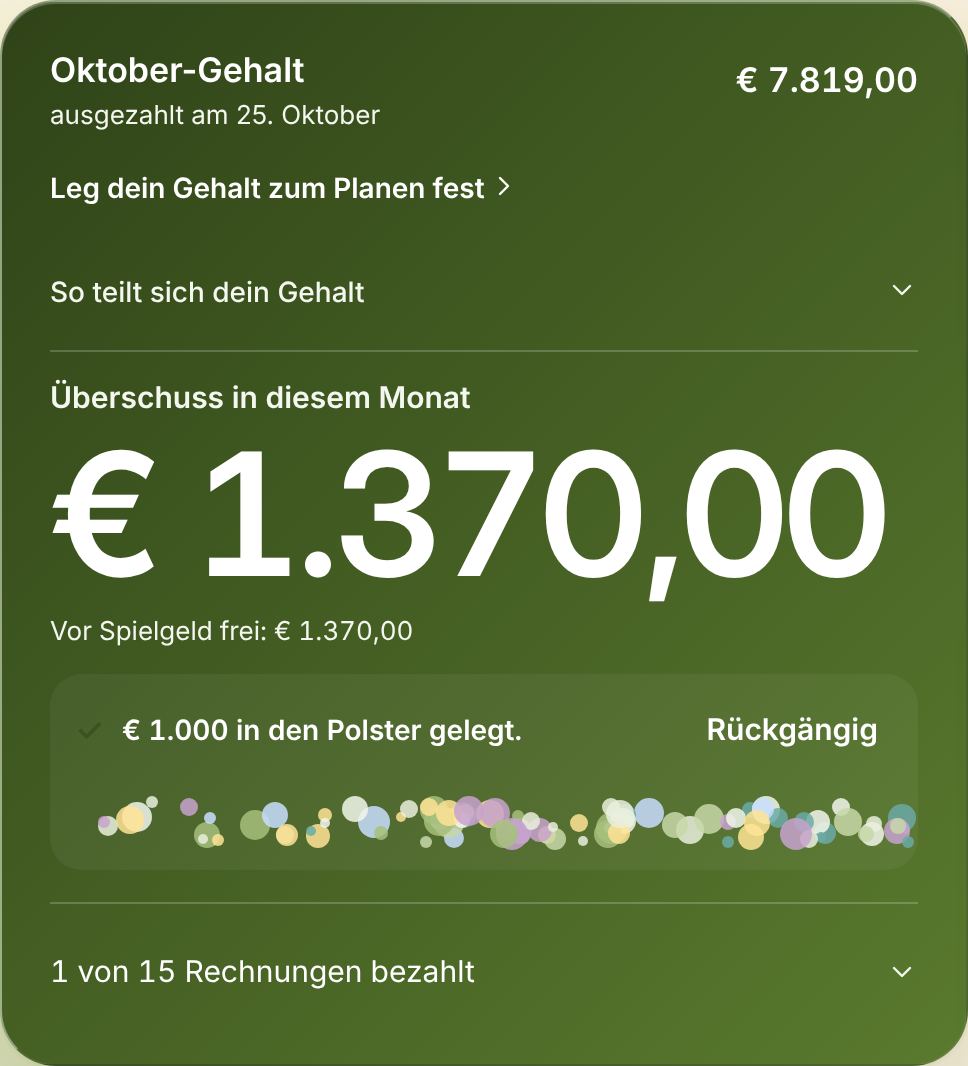 Oktober-Gehalt
€ 7.819,00
ausgezahlt am 25. Oktober
Leg dein Gehalt zum Planen fest
So teilt sich dein Gehalt
Überschuss in diesem Monat
€ 1.370,00
Vor Spielgeld frei: € 1.370,00
€ 1.000 in den Polster gelegt.
Rückgängig
1 von 15 Rechnungen bezahlt